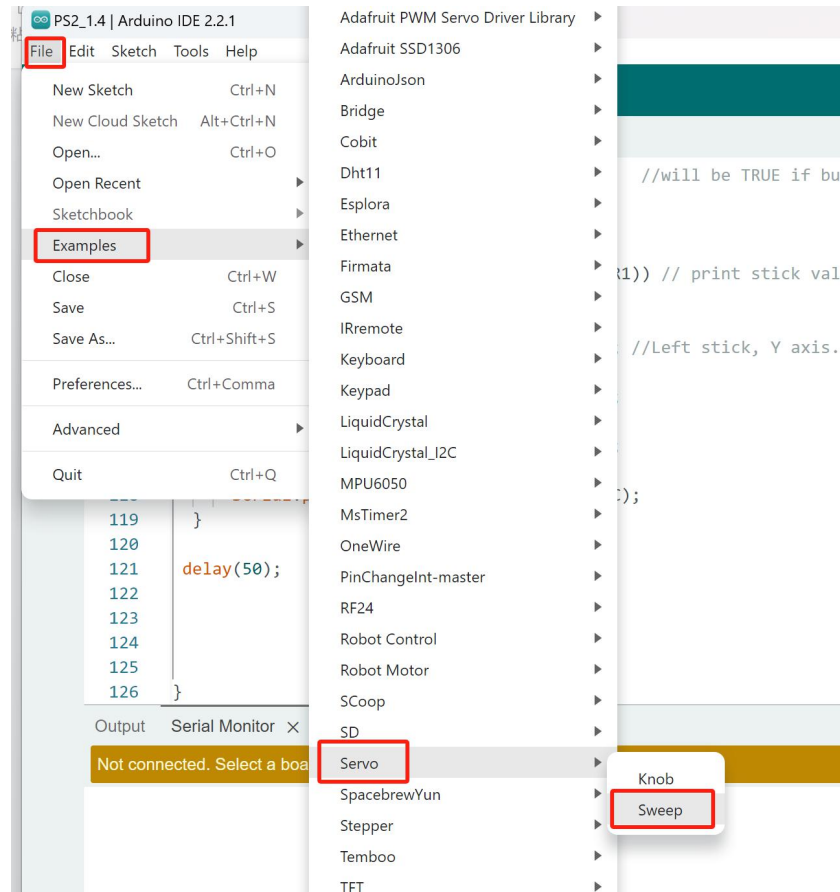 PS2_1.4 | Arduino IDE 2.2.1
File Edit Sketch Tools Help
New Sketch Ctrl+N
New Cloud Sketch Alt+Ctrl+N
Open... Ctrl+O
Open Recent
Sketchbook
Examples
Close Ctrl+W
Save Ctrl+S
Save As... Ctrl+Shift+S
Preferences... Ctrl+Comma
Advanced
Quit Ctrl+Q
Adafruit PWM Servo Driver Library
Adafruit SSD1306
ArduinoJson
Bridge
Cobit
Dht11
Esplora
Ethernet
Firmata
GSM
IRremote
Keyboard
Keypad
LiquidCrystal
LiquidCrystal_I2C
MPU6050
MsTimer2
OneWire
PinChangeInt-master
RF24
Robot Control
Robot Motor
SCoop
SD
Servo
SpacebrewYun
Stepper
Temboo
TFT
Knob
Sweep
//will be TRUE if bu
R1)) // print stick val
//Left stick, Y axis.
);
119 }
120
121 delay(50);
122
123
124
125
126 }
Output Serial Monitor ×
Not connected. Select a boa